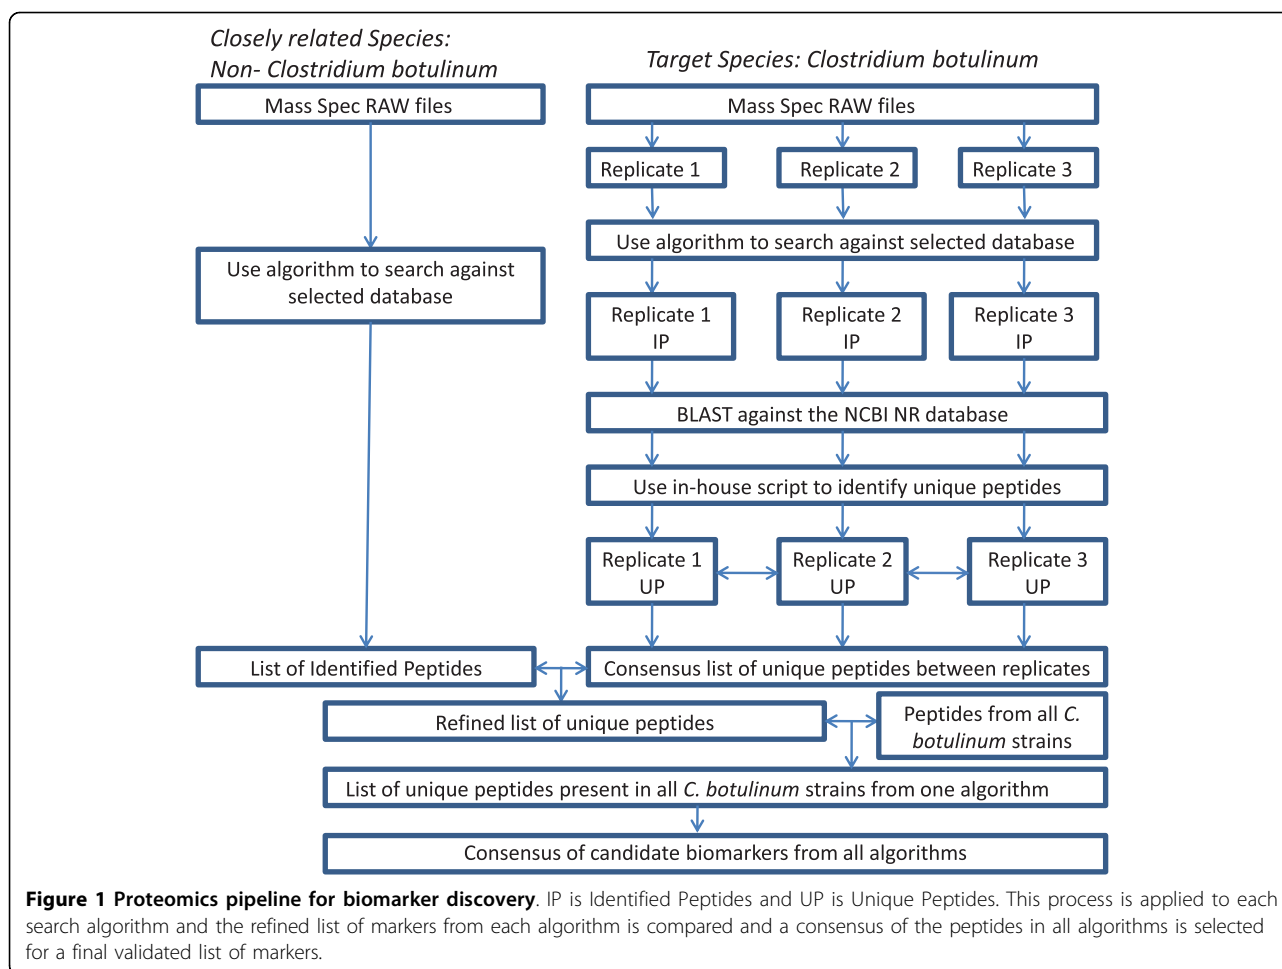 Closely related Species:
Non- Clostridium botulinum
Target Species: Clostridium botulinum
Mass Spec RAW files
Mass Spec RAW files
Replicate 1
Replicate 2
Replicate 3
Use algorithm to search against selected database
Use algorithm to search against
selected database
Replicate 1
IP
Replicate 2
IP
Replicate 3
IP
BLAST against the NCBI NR database
Use in-house script to identify unique peptides
Replicate 1
UP
Replicate 2
UP
Replicate 3
UP
List of Identified Peptides
Consensus list of unique peptides between replicates
Refined list of unique peptides
Peptides from all C.
botulinum strains
List of unique peptides present in all C. botulinum strains from one algorithm
Consensus of candidate biomarkers from all algorithms
Figure 1 Proteomics pipeline for biomarker discovery. IP is Identified Peptides and UP is Unique Peptides. This process is applied to each
search algorithm and the refined list of markers from each algorithm is compared and a consensus of the peptides in all algorithms is selected
for a final validated list of markers.